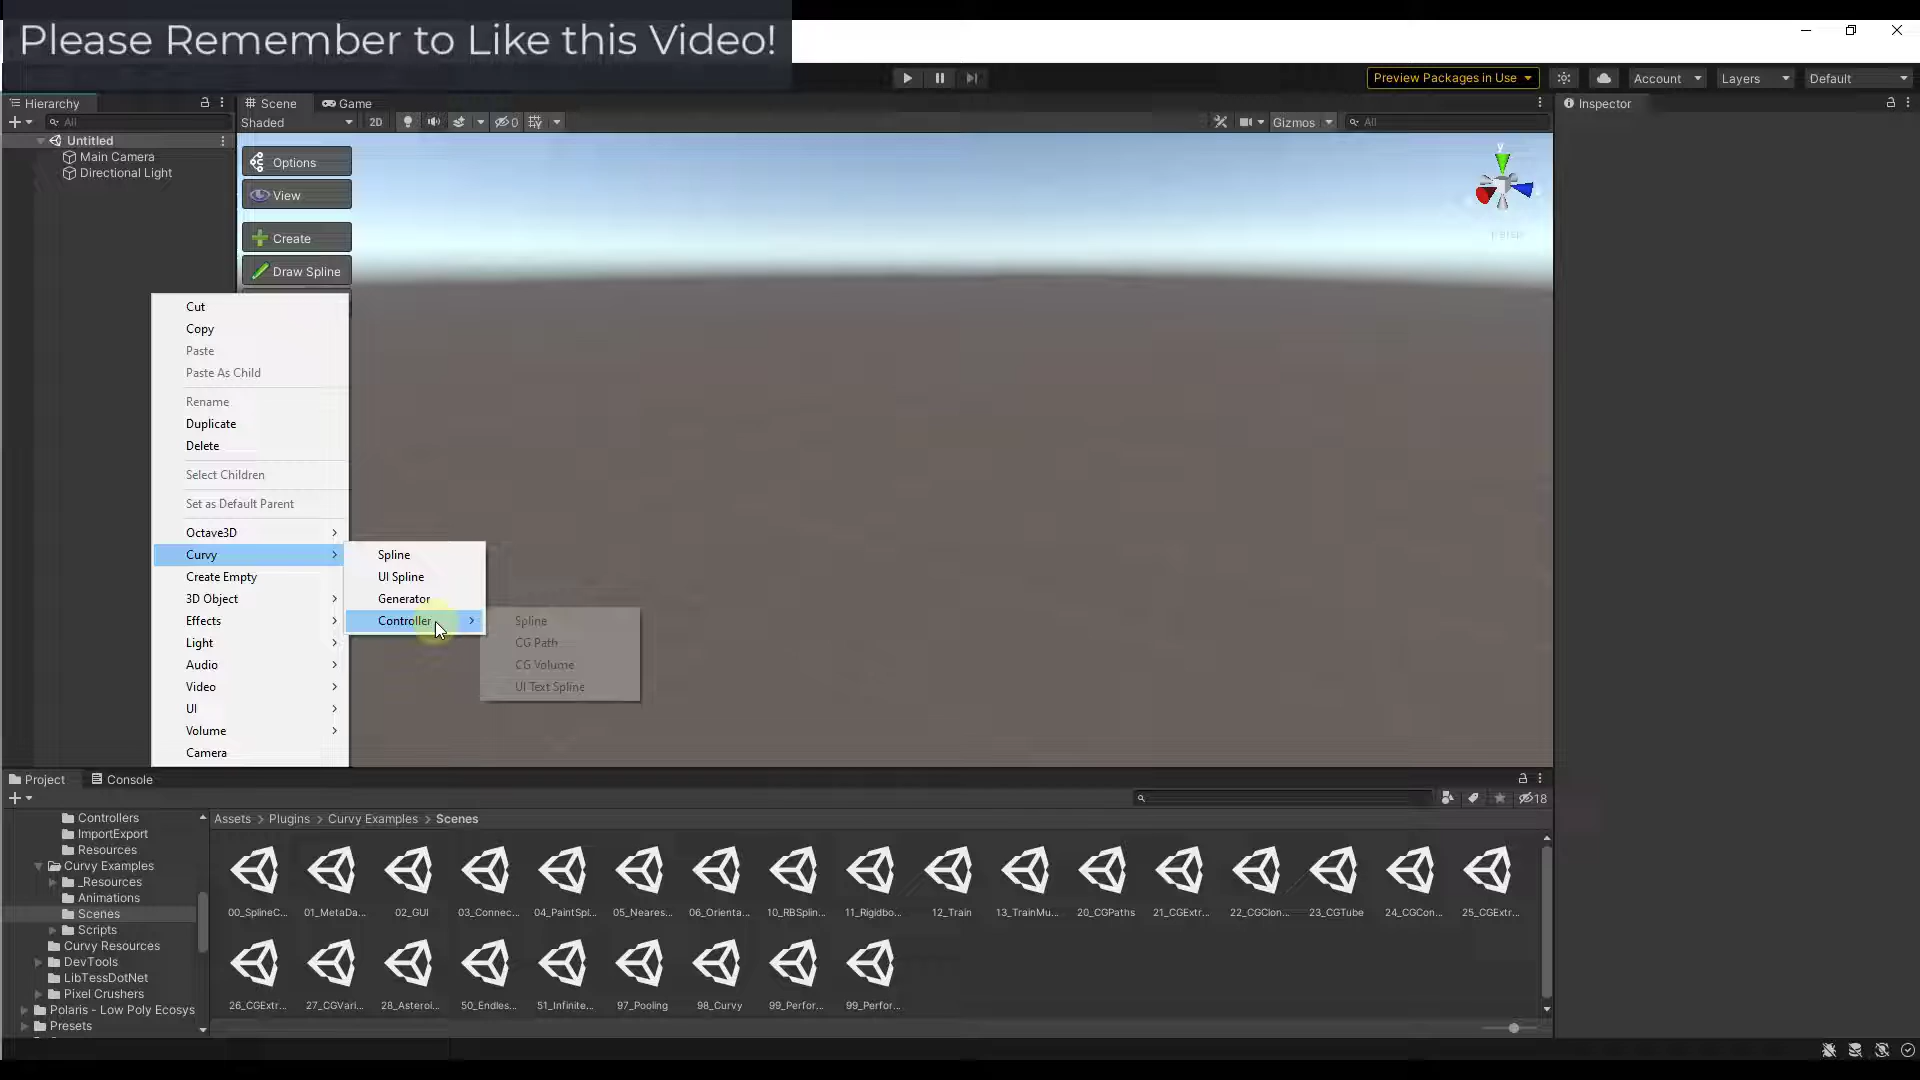 Please Remember to Like this Video!
Preview Packages in Use
Account
Layers
Default
Hierarchy
Scene
Game
Inspector
All
Shaded
2D
0
Gizmos
All
Untitled
Main Camera
Directional Light
Options
View
Create
Draw Spline
y
Persp
Cut
Copy
Paste
Paste As Child
Rename
Duplicate
Delete
Select Children
Set as Default Parent
Octave3D
Curvy
Create Empty
3D Object
Effects
Light
Audio
Video
UI
Volume
Camera
Spline
UI Spline
Generator
Controller
Spline
CG Path
CG Volume
UI Text Spline
Project
Console
18
Controllers
ImportExport
Resources
Curvy Examples
_Resources
Animations
Scenes
Scripts
Curvy Resources
DevTools
LibTessDotNet
Pixel Crushers
Polaris - Low Poly Ecosys
Presets
Assets > Plugins > Curvy Examples > Scenes
00_SplineC...
01_MetaDa...
02_GUI
03_Connec...
04_PaintSpl...
05_Neares...
06_Orienta...
10_RBSplin...
11_Rigidbo...
12_Train
13_TrainMu...
20_CGPaths
21_CGExtr...
22_CGClon...
23_CGTube
24_CGCon...
25_CGExtr...
26_CGExtr...
27_CGVari...
28_Asteroi...
50_Endles...
51_Infinite...
97_Pooling
98_Curvy
99_Perfor...
99_Perfor...